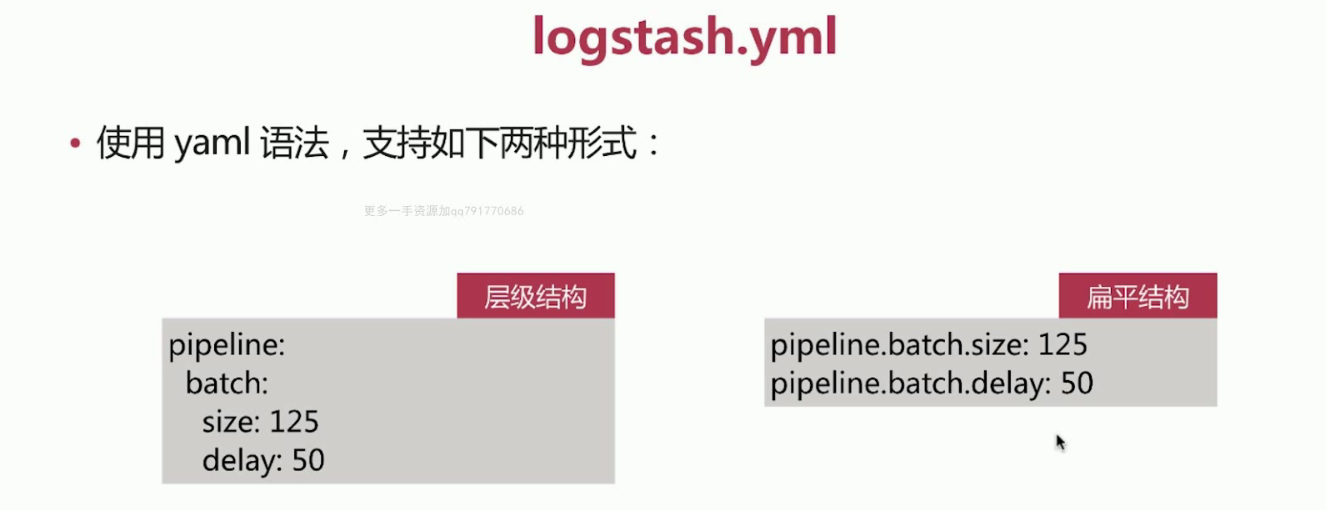 logstash.yml
• 使用 yaml 语法，支持如下两种形式：
更多一手资源加qq791770686
层级结构
pipeline:
  batch:
    size: 125
    delay: 50
扁平结构
pipeline.batch.size: 125
pipeline.batch.delay: 50